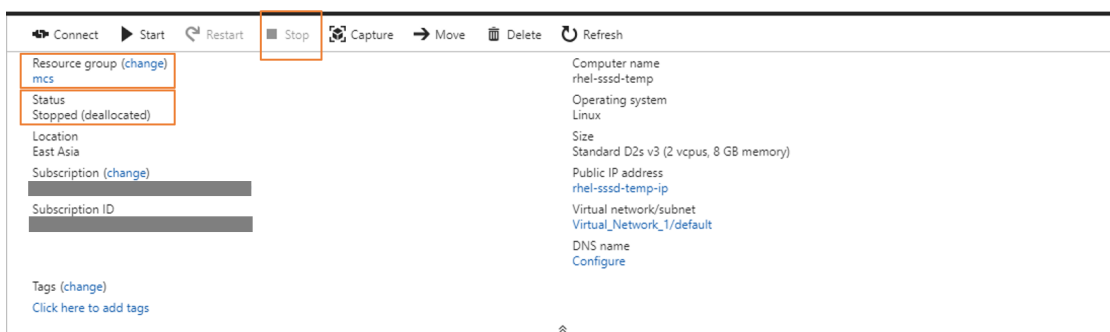 Connect Start Restart Stop Capture Move Delete Refresh
Resource group (change)
mcs
Status
Stopped (deallocated)
Location
East Asia
Subscription (change)
Subscription ID
Tags (change)
Click here to add tags
Computer name
rhel-sssd-temp
Operating system
Linux
Size
Standard D2s v3 (2 vcpus, 8 GB memory)
Public IP address
rhel-sssd-temp-ip
Virtual network/subnet
Virtual_Network_1/default
DNS name
Configure